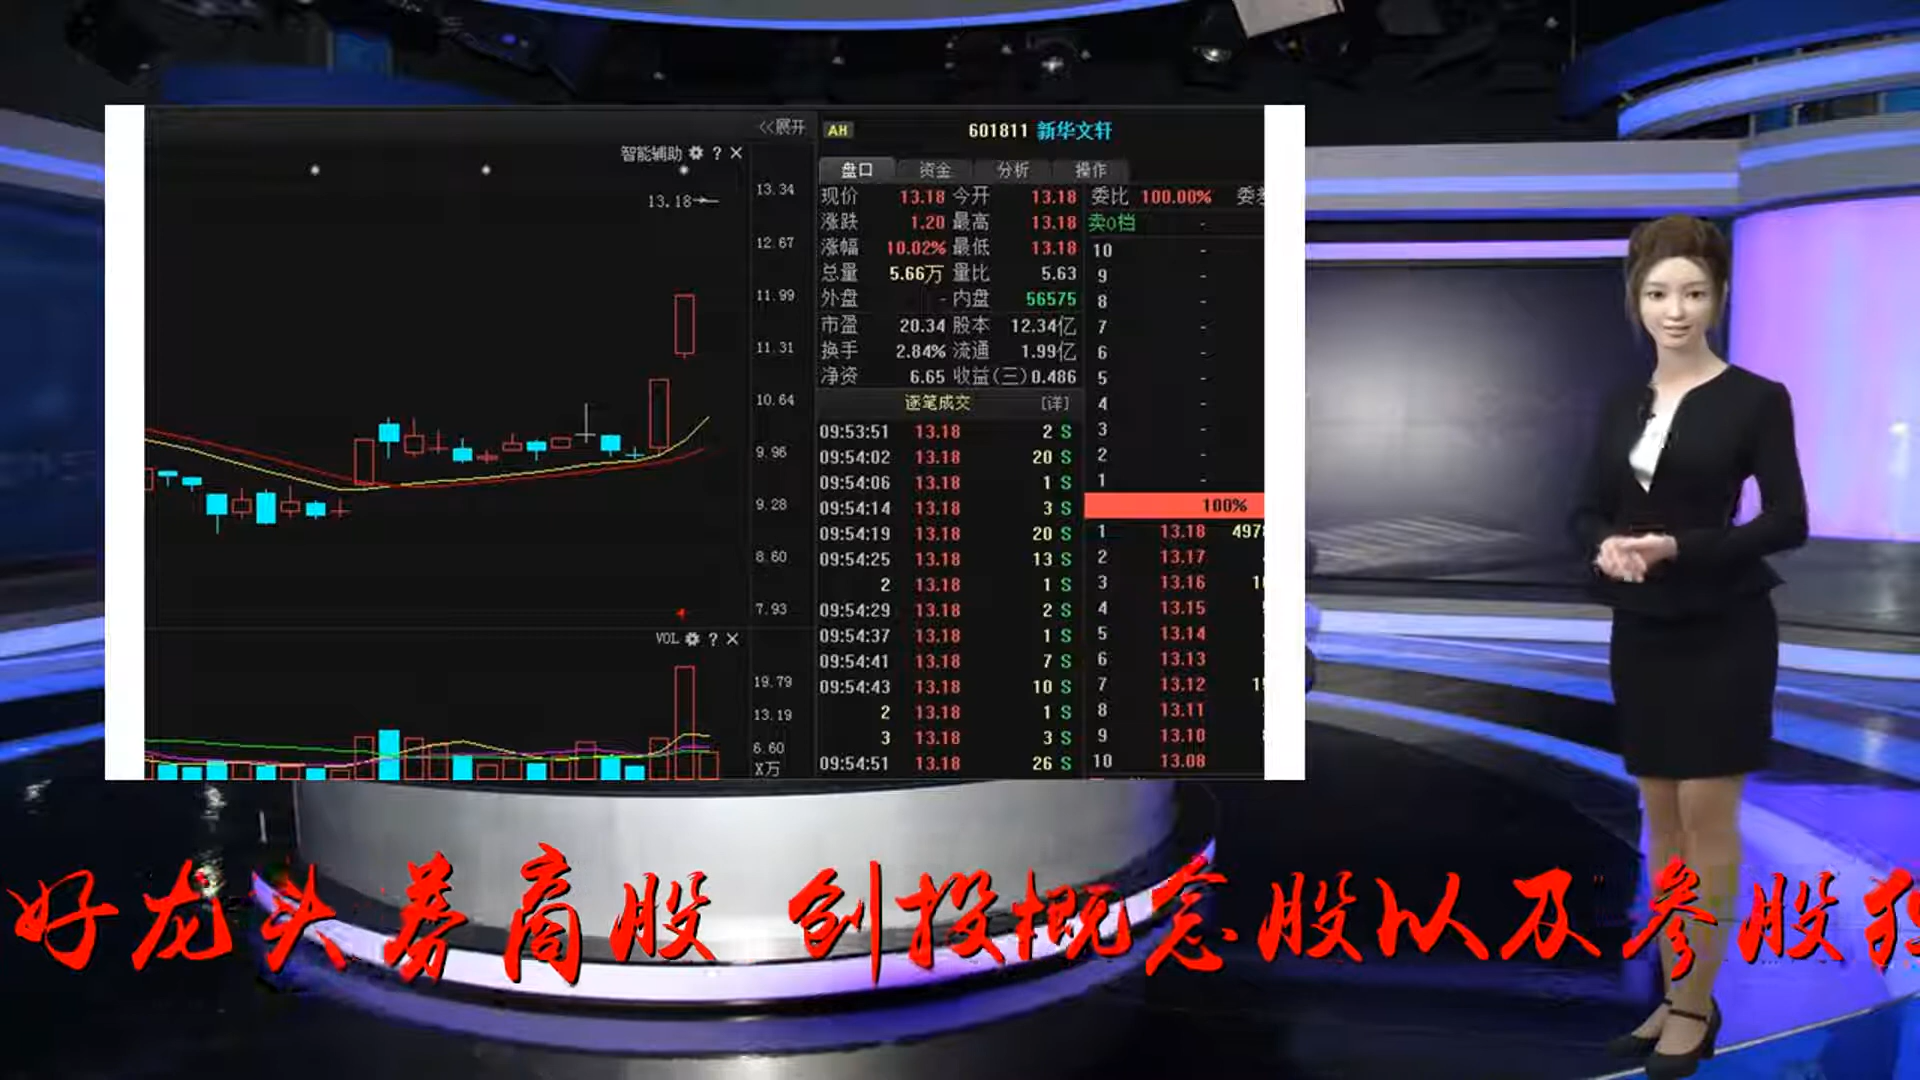 <<展开
AH
601811 新华文轩
智能辅助 ? ×
盘口 资金 分析 操作
13.18
13.34
12.67
11.99
11.31
10.64
9.96
9.28
8.60
7.93
现价 13.18 今开 13.18 委比 100.00%
涨跌 1.20 最高 13.18 卖0档 -
涨幅 10.02% 最低 13.18 10 -
总量 5.66万 量比 5.63 9 -
外盘 - 内盘 56575 8 -
市盈 20.34 股本 12.34亿 7 -
换手 2.84% 流通 1.99亿 6 -
净资 6.65 收益(三) 0.486 5 -
逐笔成交 [详] 4 -
09:53:51 13.18 2 S 3 -
09:54:02 13.18 20 S 2 -
09:54:06 13.18 1 S 1 -
09:54:14 13.18 3 S 100%
09:54:19 13.18 20 S 1 13.18 497
09:54:25 13.18 13 S 2 13.17
2 13.18 1 S 3 13.16
09:54:29 13.18 2 S 4 13.15
09:54:37 13.18 1 S 5 13.14
09:54:41 13.18 7 S 6 13.13
09:54:43 13.18 10 S 7 13.12
2 13.18 1 S 8 13.11
3 13.18 3 S 9 13.10
09:54:51 13.18 26 S 10 13.08
VOL ? ×
19.79
13.19
6.60
X万
好龙头券商股 创投概念股以及"参股独